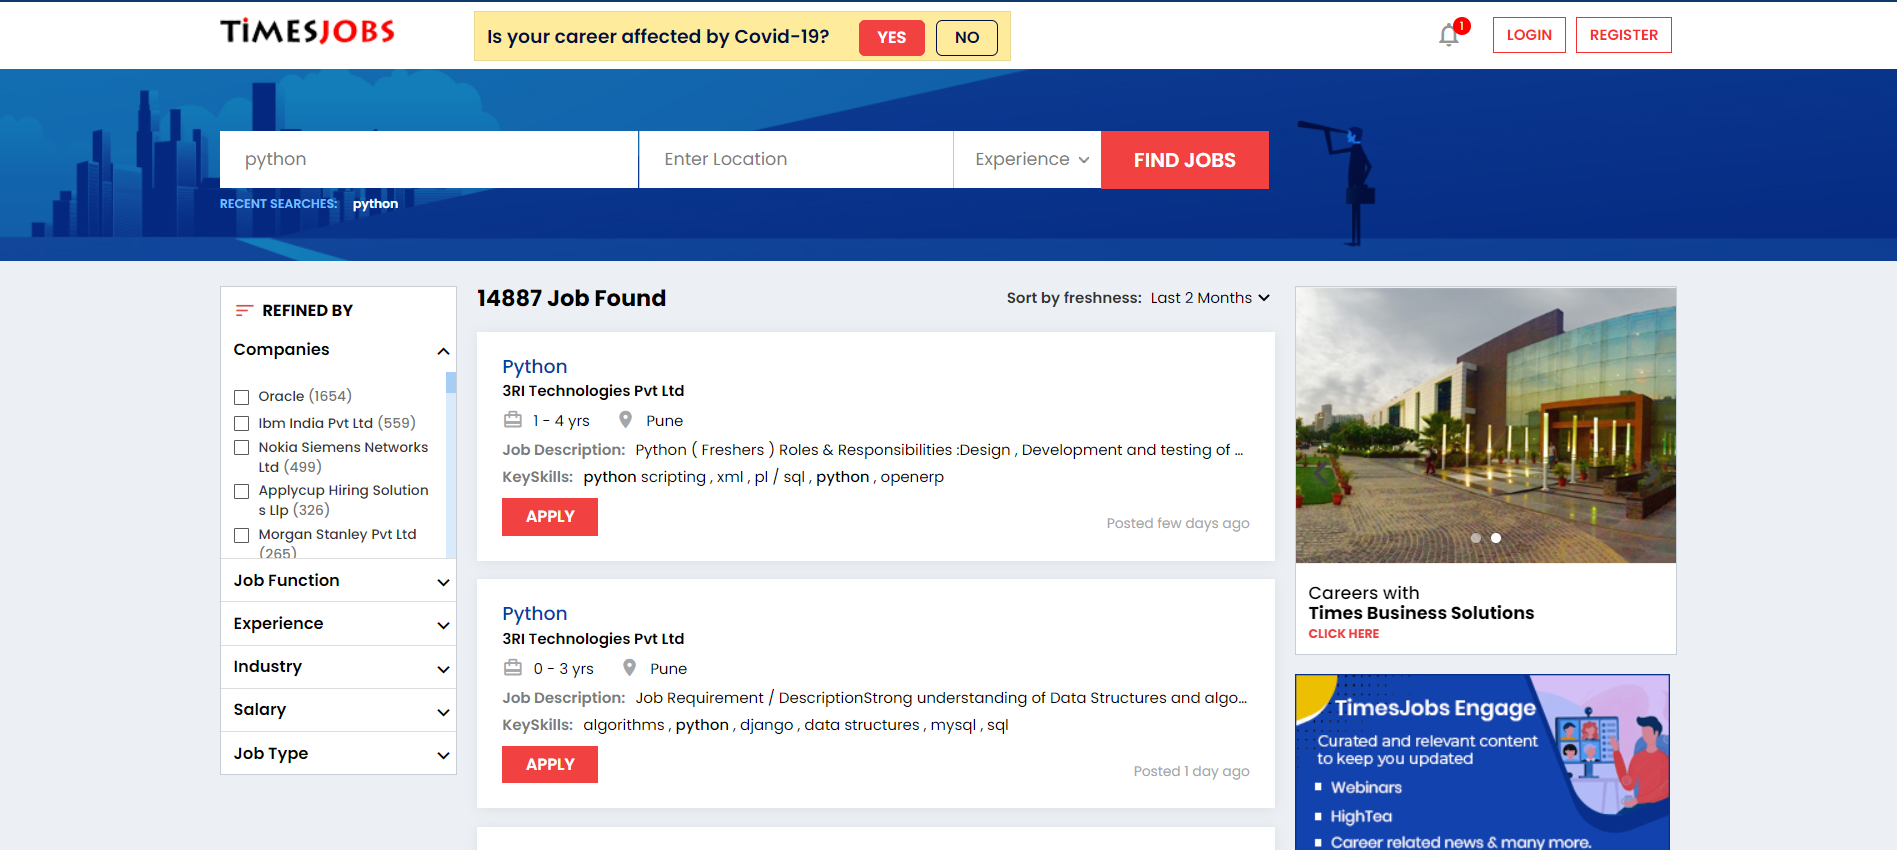 TiMESJOBS
Is your career affected by Covid-19?
YES
NO
1
LOGIN
REGISTER
python
Enter Location
Experience
FIND JOBS
RECENT SEARCHES: python
REFINED BY
Companies
Oracle (1654)
Ibm India Pvt Ltd (559)
Nokia Siemens Networks
Ltd (499)
Applycup Hiring Solution
s Llp (326)
Morgan Stanley Pvt Ltd
(265)
Job Function
Experience
Industry
Salary
Job Type
14887 Job Found
Sort by freshness: Last 2 Months
Python
3RI Technologies Pvt Ltd
1 - 4 yrs Pune
Job Description: Python ( Freshers ) Roles & Responsibilities :Design , Development and testing of ...
KeySkills: python scripting , xml , pl / sql , python , openerp
APPLY
Posted few days ago
Python
3RI Technologies Pvt Ltd
0 - 3 yrs Pune
Job Description: Job Requirement / DescriptionStrong understanding of Data Structures and algo...
KeySkills: algorithms , python , django , data structures , mysql , sql
APPLY
Posted 1 day ago
Careers with
Times Business Solutions
CLICK HERE
TimesJobs Engage
Curated and relevant content
to keep you updated
Webinars
HighTea
Career related news & many more.